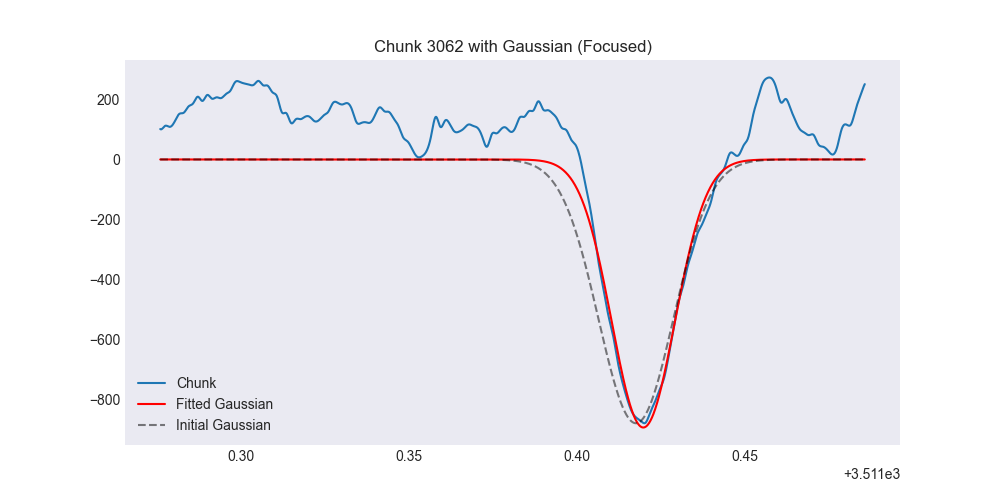 Chunk 3062 with Gaussian (Focused)
200
0
−200
−400
−600
−800
Chunk
Fitted Gaussian
Initial Gaussian
0.30 0.35 0.40 0.45
+3.511e3